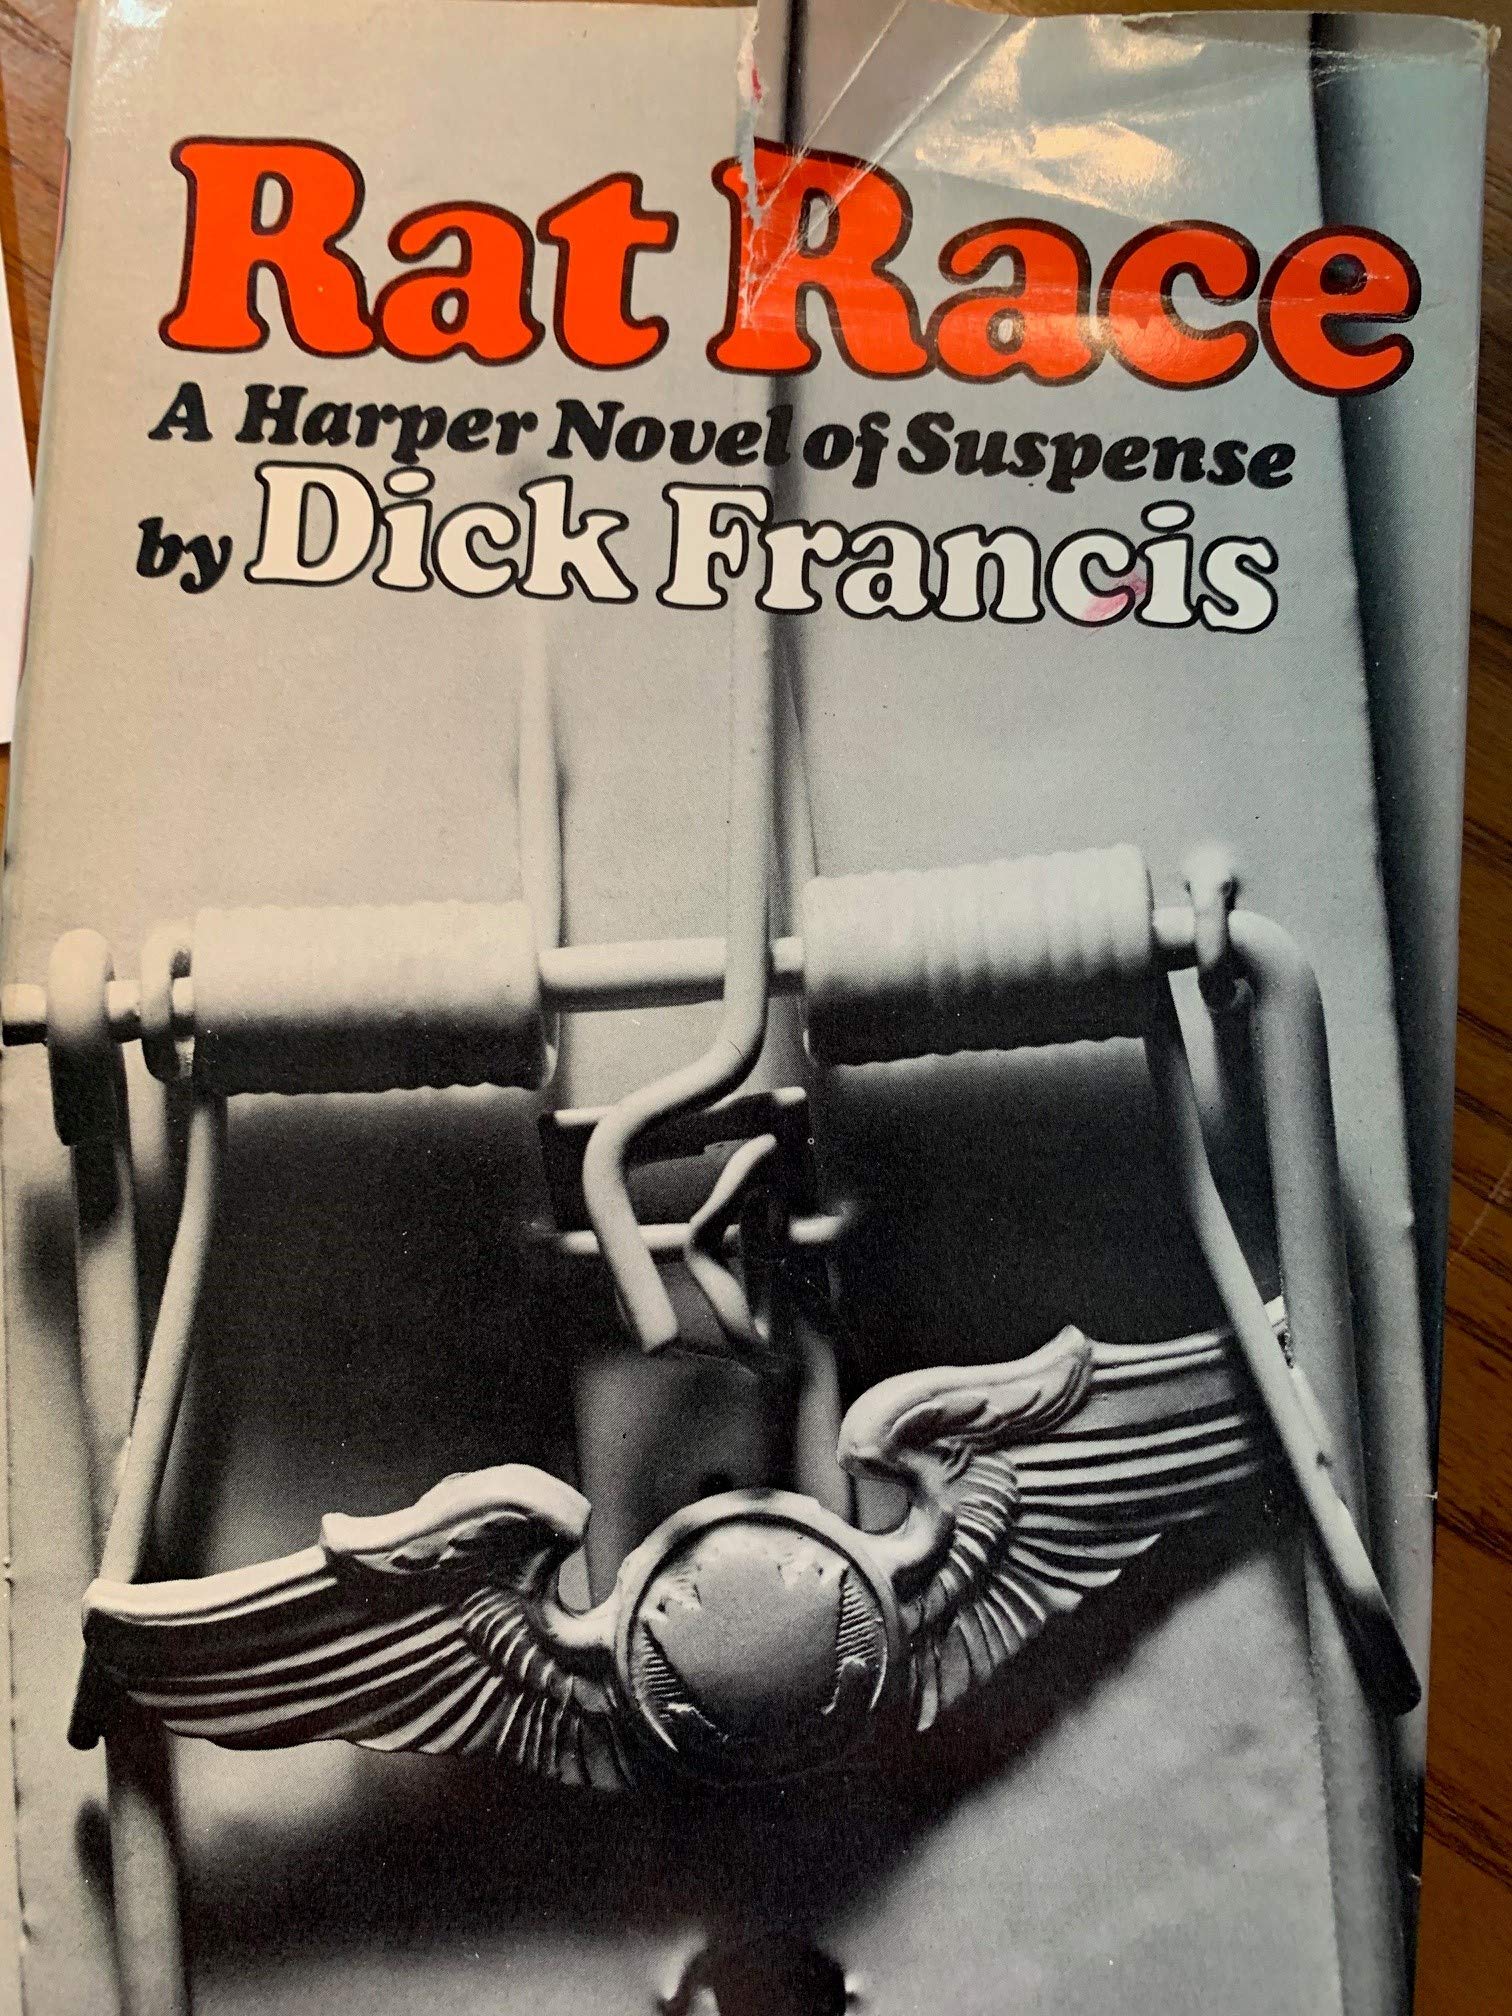 Rat Race
A Harper Novel of Suspense
by Dick Francis